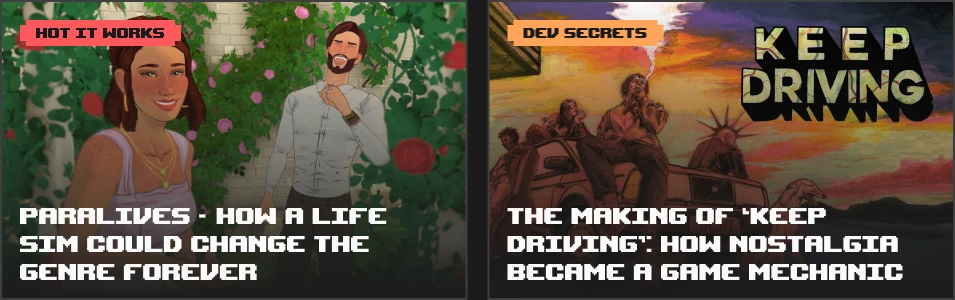 HOT IT WORKS
PARALIVES - HOW A LIFE
SIM COULD CHANGE THE
GENRE FOREVER
DEV SECRETS
KEEP
DRIVING
THE MAKING OF ‘KEEP
DRIVING’: HOW NOSTALGIA
BECAME A GAME MECHANIC